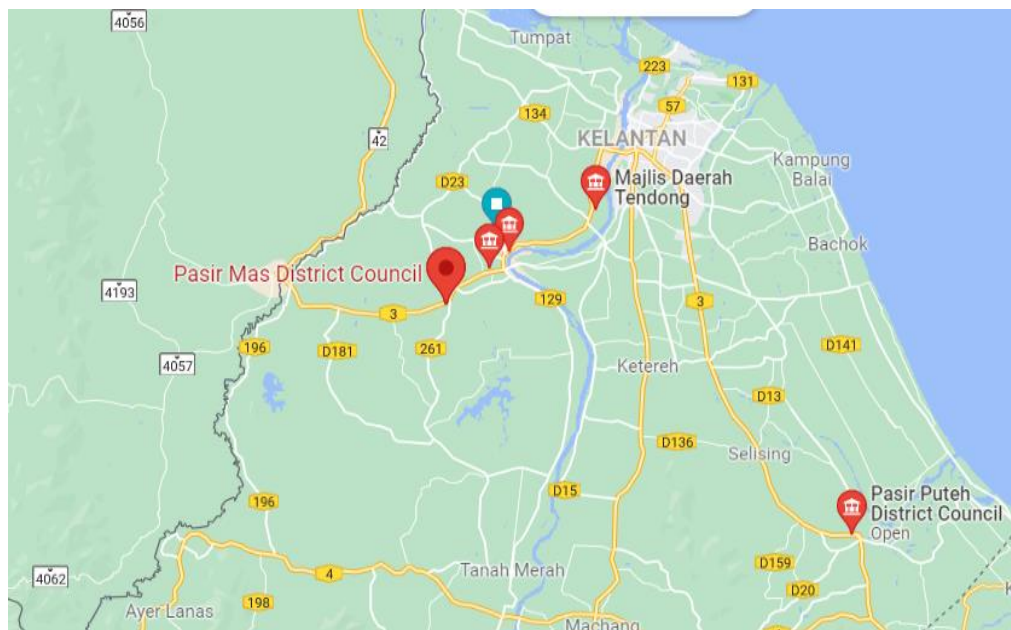 4056
Tumpat
223
131
57
134
42
KELANTAN
Kampung
Balai
D23
Majlis Daerah
Tendong
Bachok
Pasir Mas District Council
4193
3
129
3
196
D181
261
D141
4057
Ketereh
D13
D136
Selising
196
D15
Pasir Puteh
District Council
Open
4062
4
Tanah Merah
D159
D20
Ayer Lanas
198
Machang